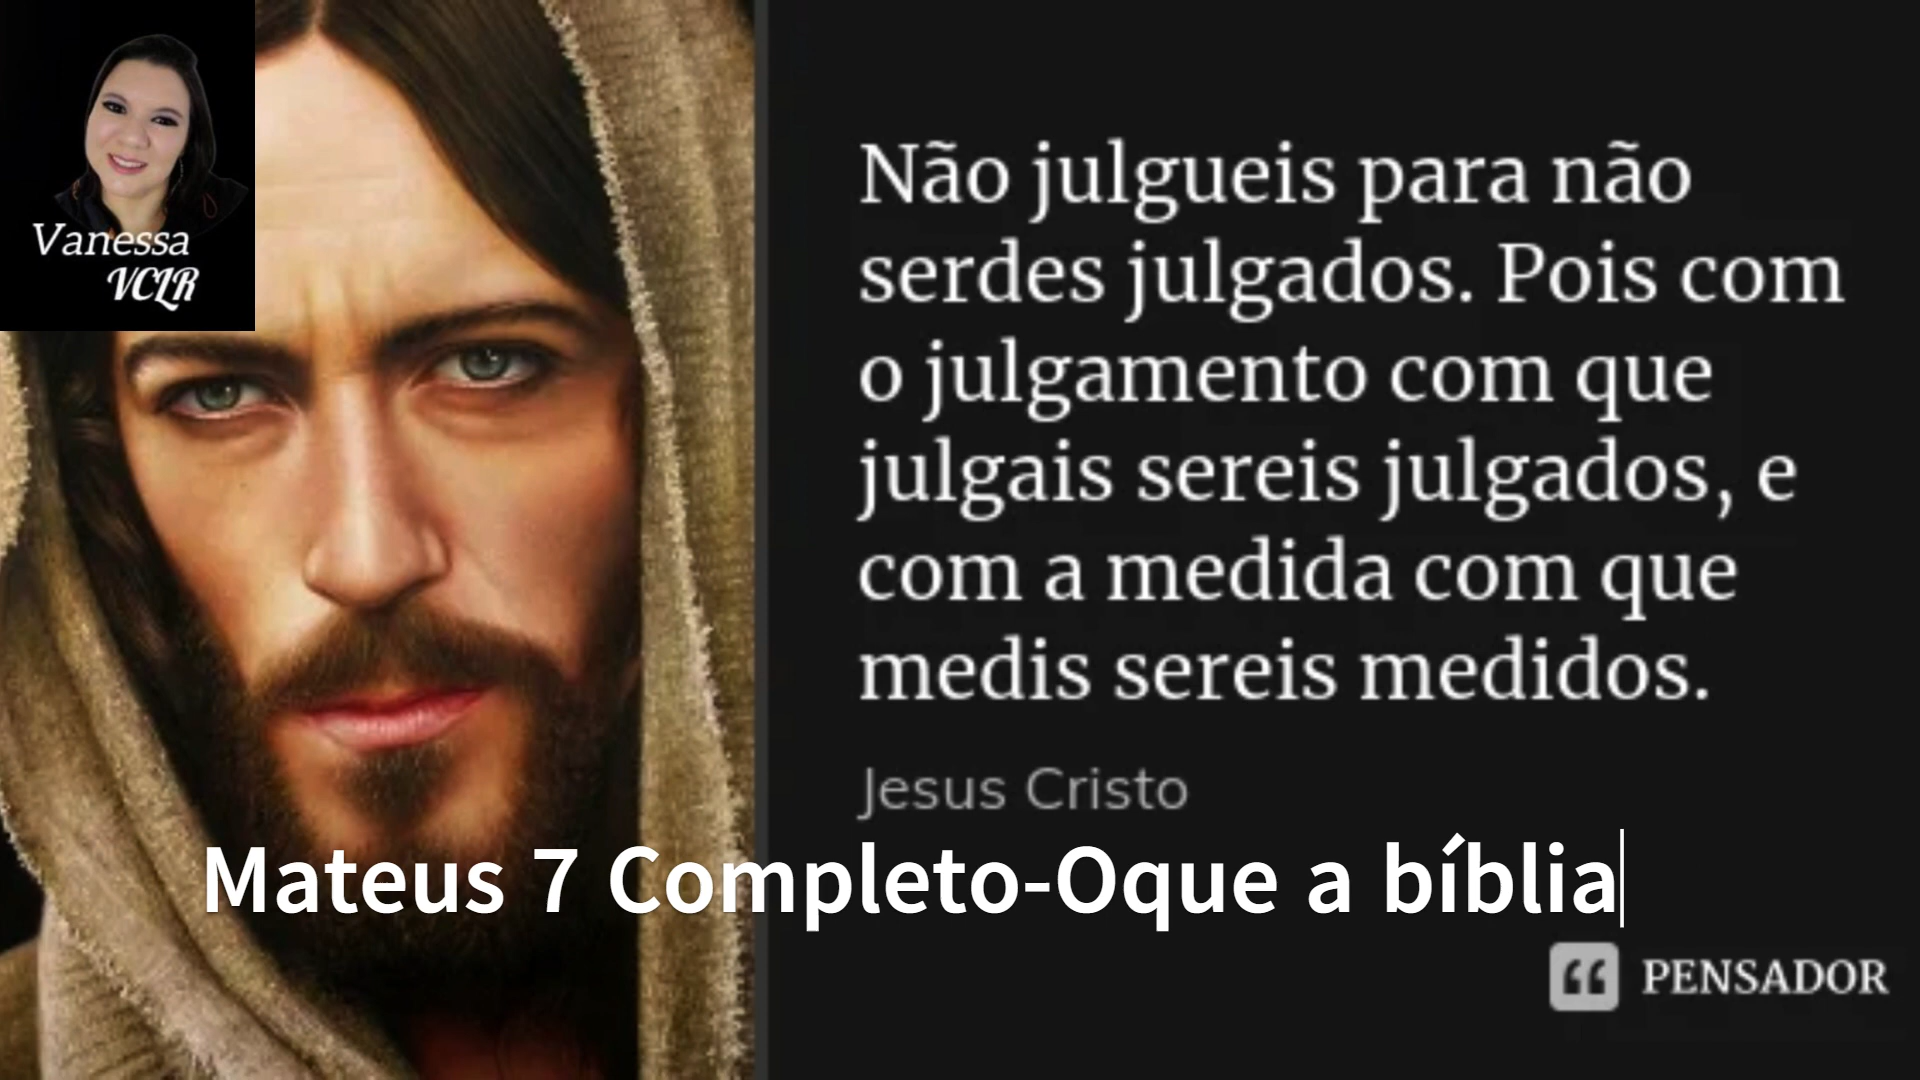 Vanessa
VCLR
Não julgueis para não
serdes julgados. Pois com
o julgamento com que
julgais sereis julgados, e
com a medida com que
medis sereis medidos.
Jesus Cristo
Mateus 7 Completo-Oque a bíblia
PENSADOR